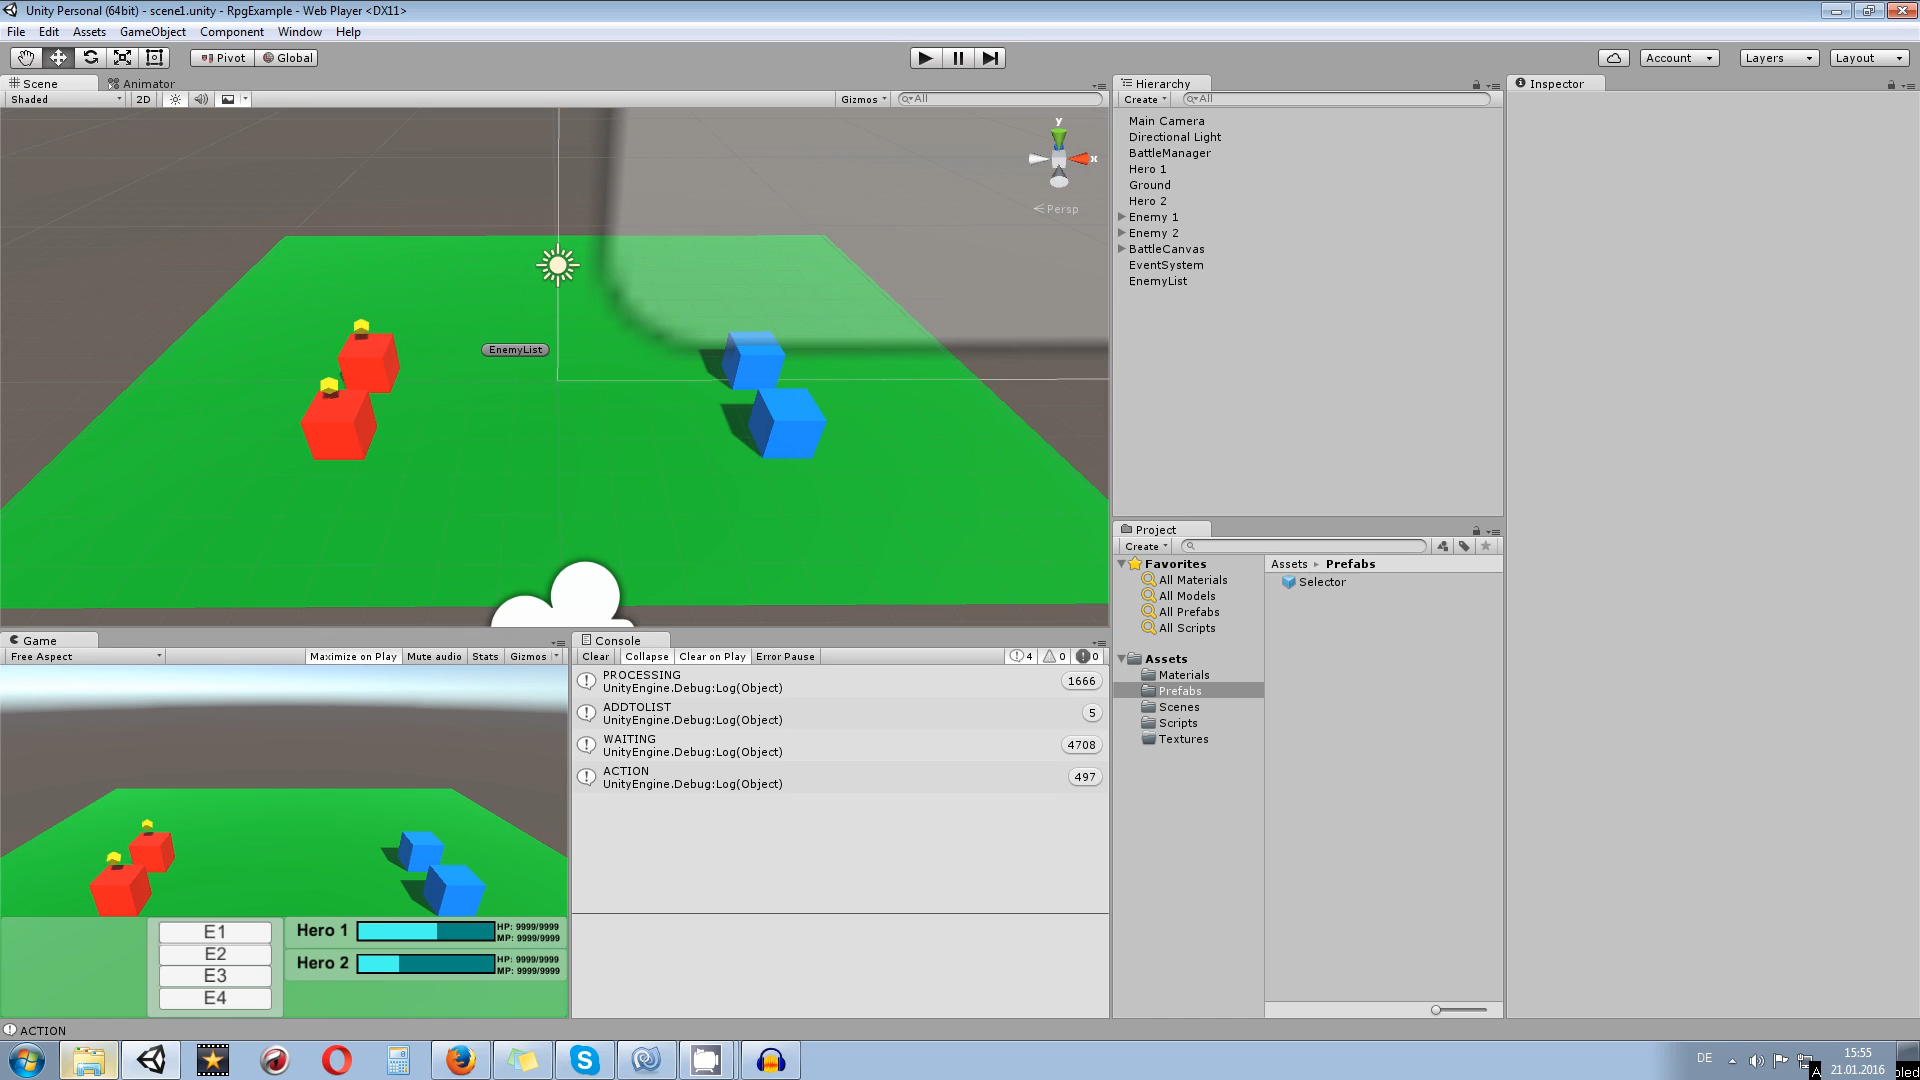 Unity Personal (64bit) - scene1.unity - RpgExample - Web Player <DX11>
File Edit Assets GameObject Component Window Help
Pivot Global Account Layers Layout
Scene Animator
Shaded 2D Gizmos All
y
x
Persp
EnemyList
Hierarchy
Create All
Main Camera
Directional Light
BattleManager
Hero 1
Ground
Hero 2
Enemy 1
Enemy 2
BattleCanvas
EventSystem
EnemyList
Inspector
Project
Create
Favorites
All Materials
All Models
All Prefabs
All Scripts
Assets
Materials
Prefabs
Scenes
Scripts
Textures
Assets Prefabs
Selector
Game
Free Aspect Maximize on Play Mute audio Stats Gizmos
E1
E2
E3
E4
Hero 1 HP: 9999/9999
MP: 9999/9999
Hero 2 HP: 9999/9999
MP: 9999/9999
Console
Clear Collapse Clear on Play Error Pause 4 0 0
PROCESSING
UnityEngine.Debug:Log(Object) 1666
ADDTOLIST
UnityEngine.Debug:Log(Object) 5
WAITING
UnityEngine.Debug:Log(Object) 4708
ACTION
UnityEngine.Debug:Log(Object) 497
ACTION
DE 15:55
21.01.2016